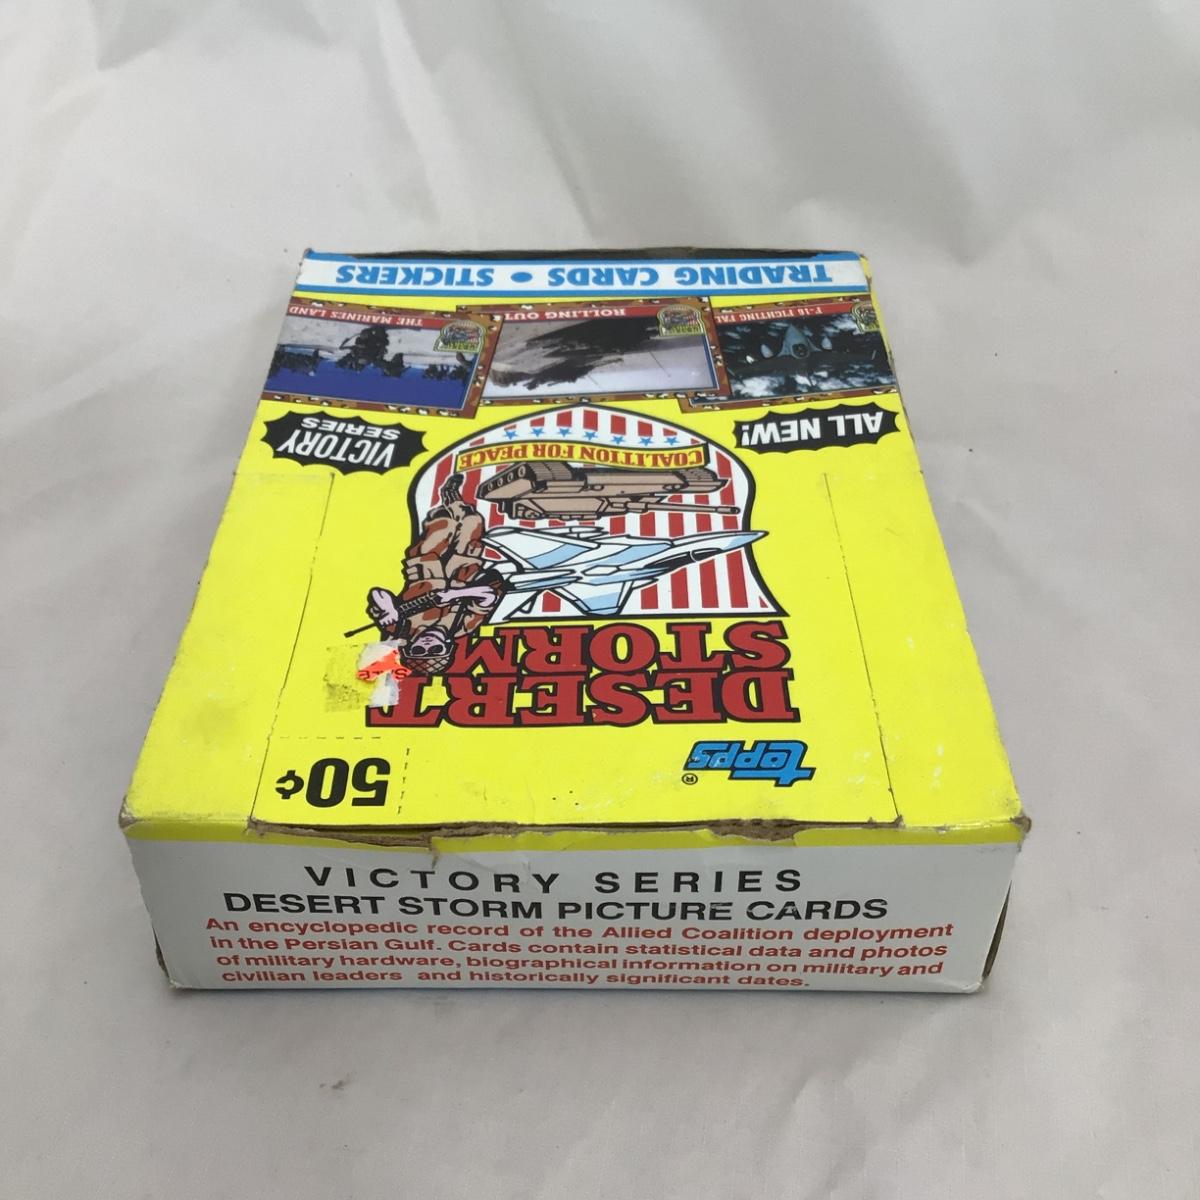 topps®
50¢
DESERT
STORM
COALITION FOR PEACE
ALL NEW!
VICTORY
SERIES
ROLLING OUT
THE MARINES LAND
TRADING CARDS • STICKERS
VICTORY SERIES
DESERT STORM PICTURE CARDS
An encyclopedic record of the Allied Coalition deployment
in the Persian Gulf. Cards contain statistical data and photos
of military hardware, biographical information on military and
civilian leaders and historically significant dates.